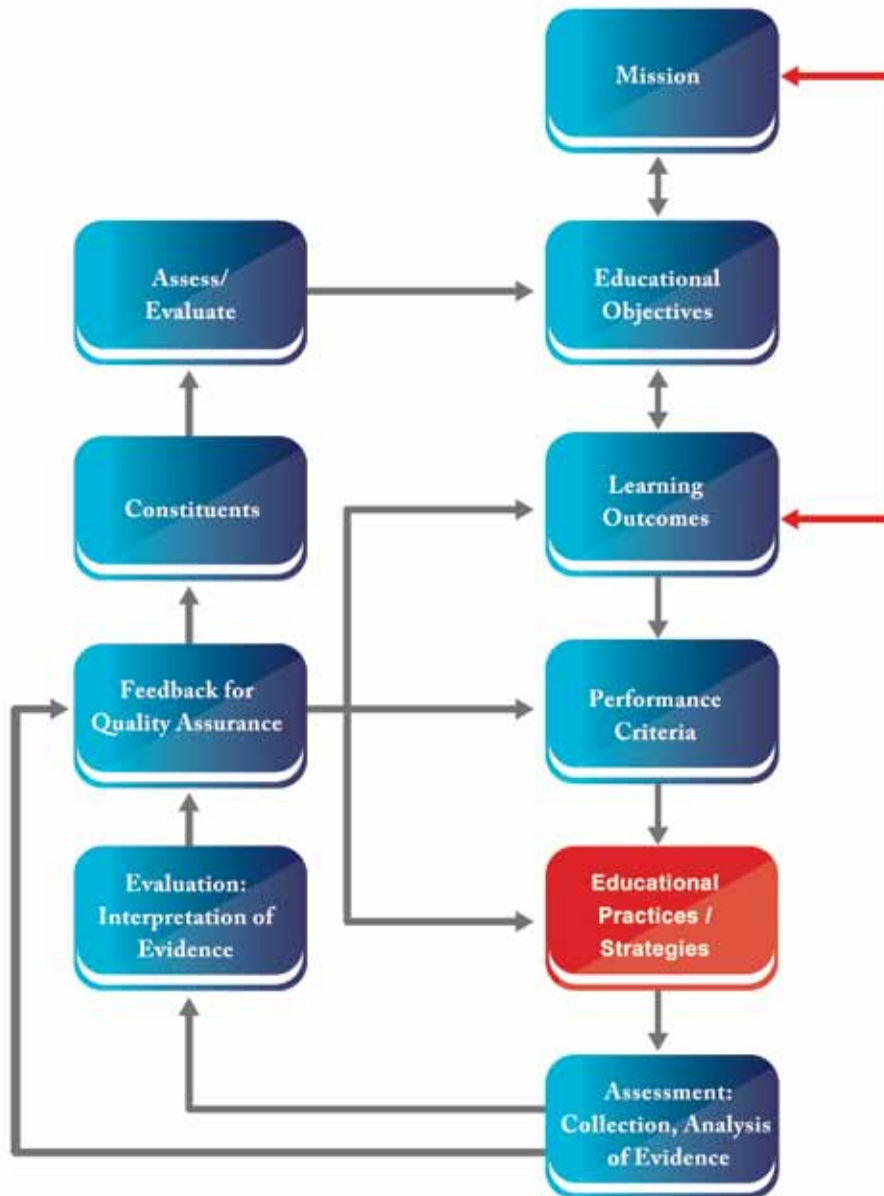 Mission
Assess/
Evaluate
Educational
Objectives
Constituents
Learning
Outcomes
Feedback for
Quality Assurance
Performance
Criteria
Evaluation:
Interpretation of
Evidence
Educational
Practices /
Strategies
Assessment:
Collection, Analysis
of Evidence